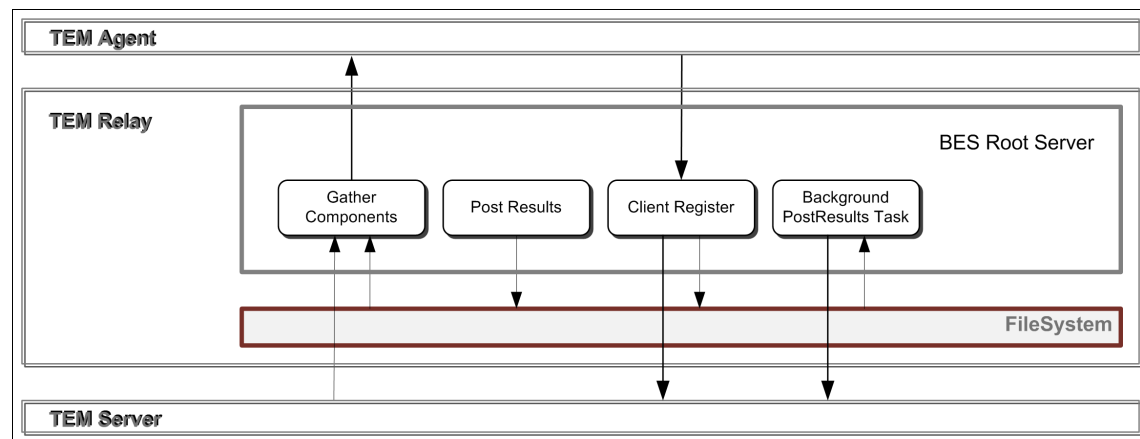 TEM Agent
TEM Relay
BES Root Server
Gather
Components
Post Results
Client Register
Background
PostResults Task
FileSystem
TEM Server